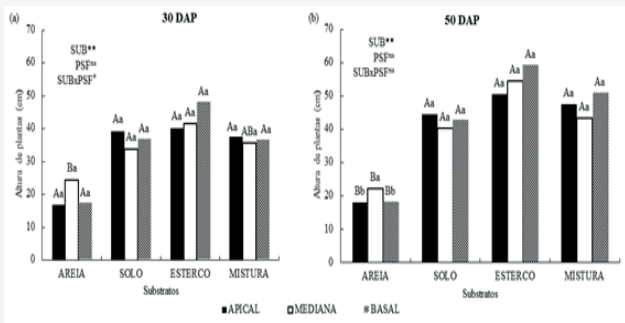 (a) 30 DAP
SUB**
PSFns
SUBxPSF*
Altura de plantas (cm)
70
60
50
40
30
20
10
0
Aa Ba Aa
Aa Aa Aa
Aa Aa Aa
Aa ABa Aa
AREIA SOLO ESTERCO MISTURA
Substratos
(b) 50 DAP
SUB**
PSFns
SUBxPSFns
Altura de plantas (cm)
70
60
50
40
30
20
10
0
Bb Ba Bb
Aa Aa Aa
Aa Aa Aa
Aa Aa Aa
AREIA SOLO ESTERCO MISTURA
Substratos
APICAL MEDIANA BASAL